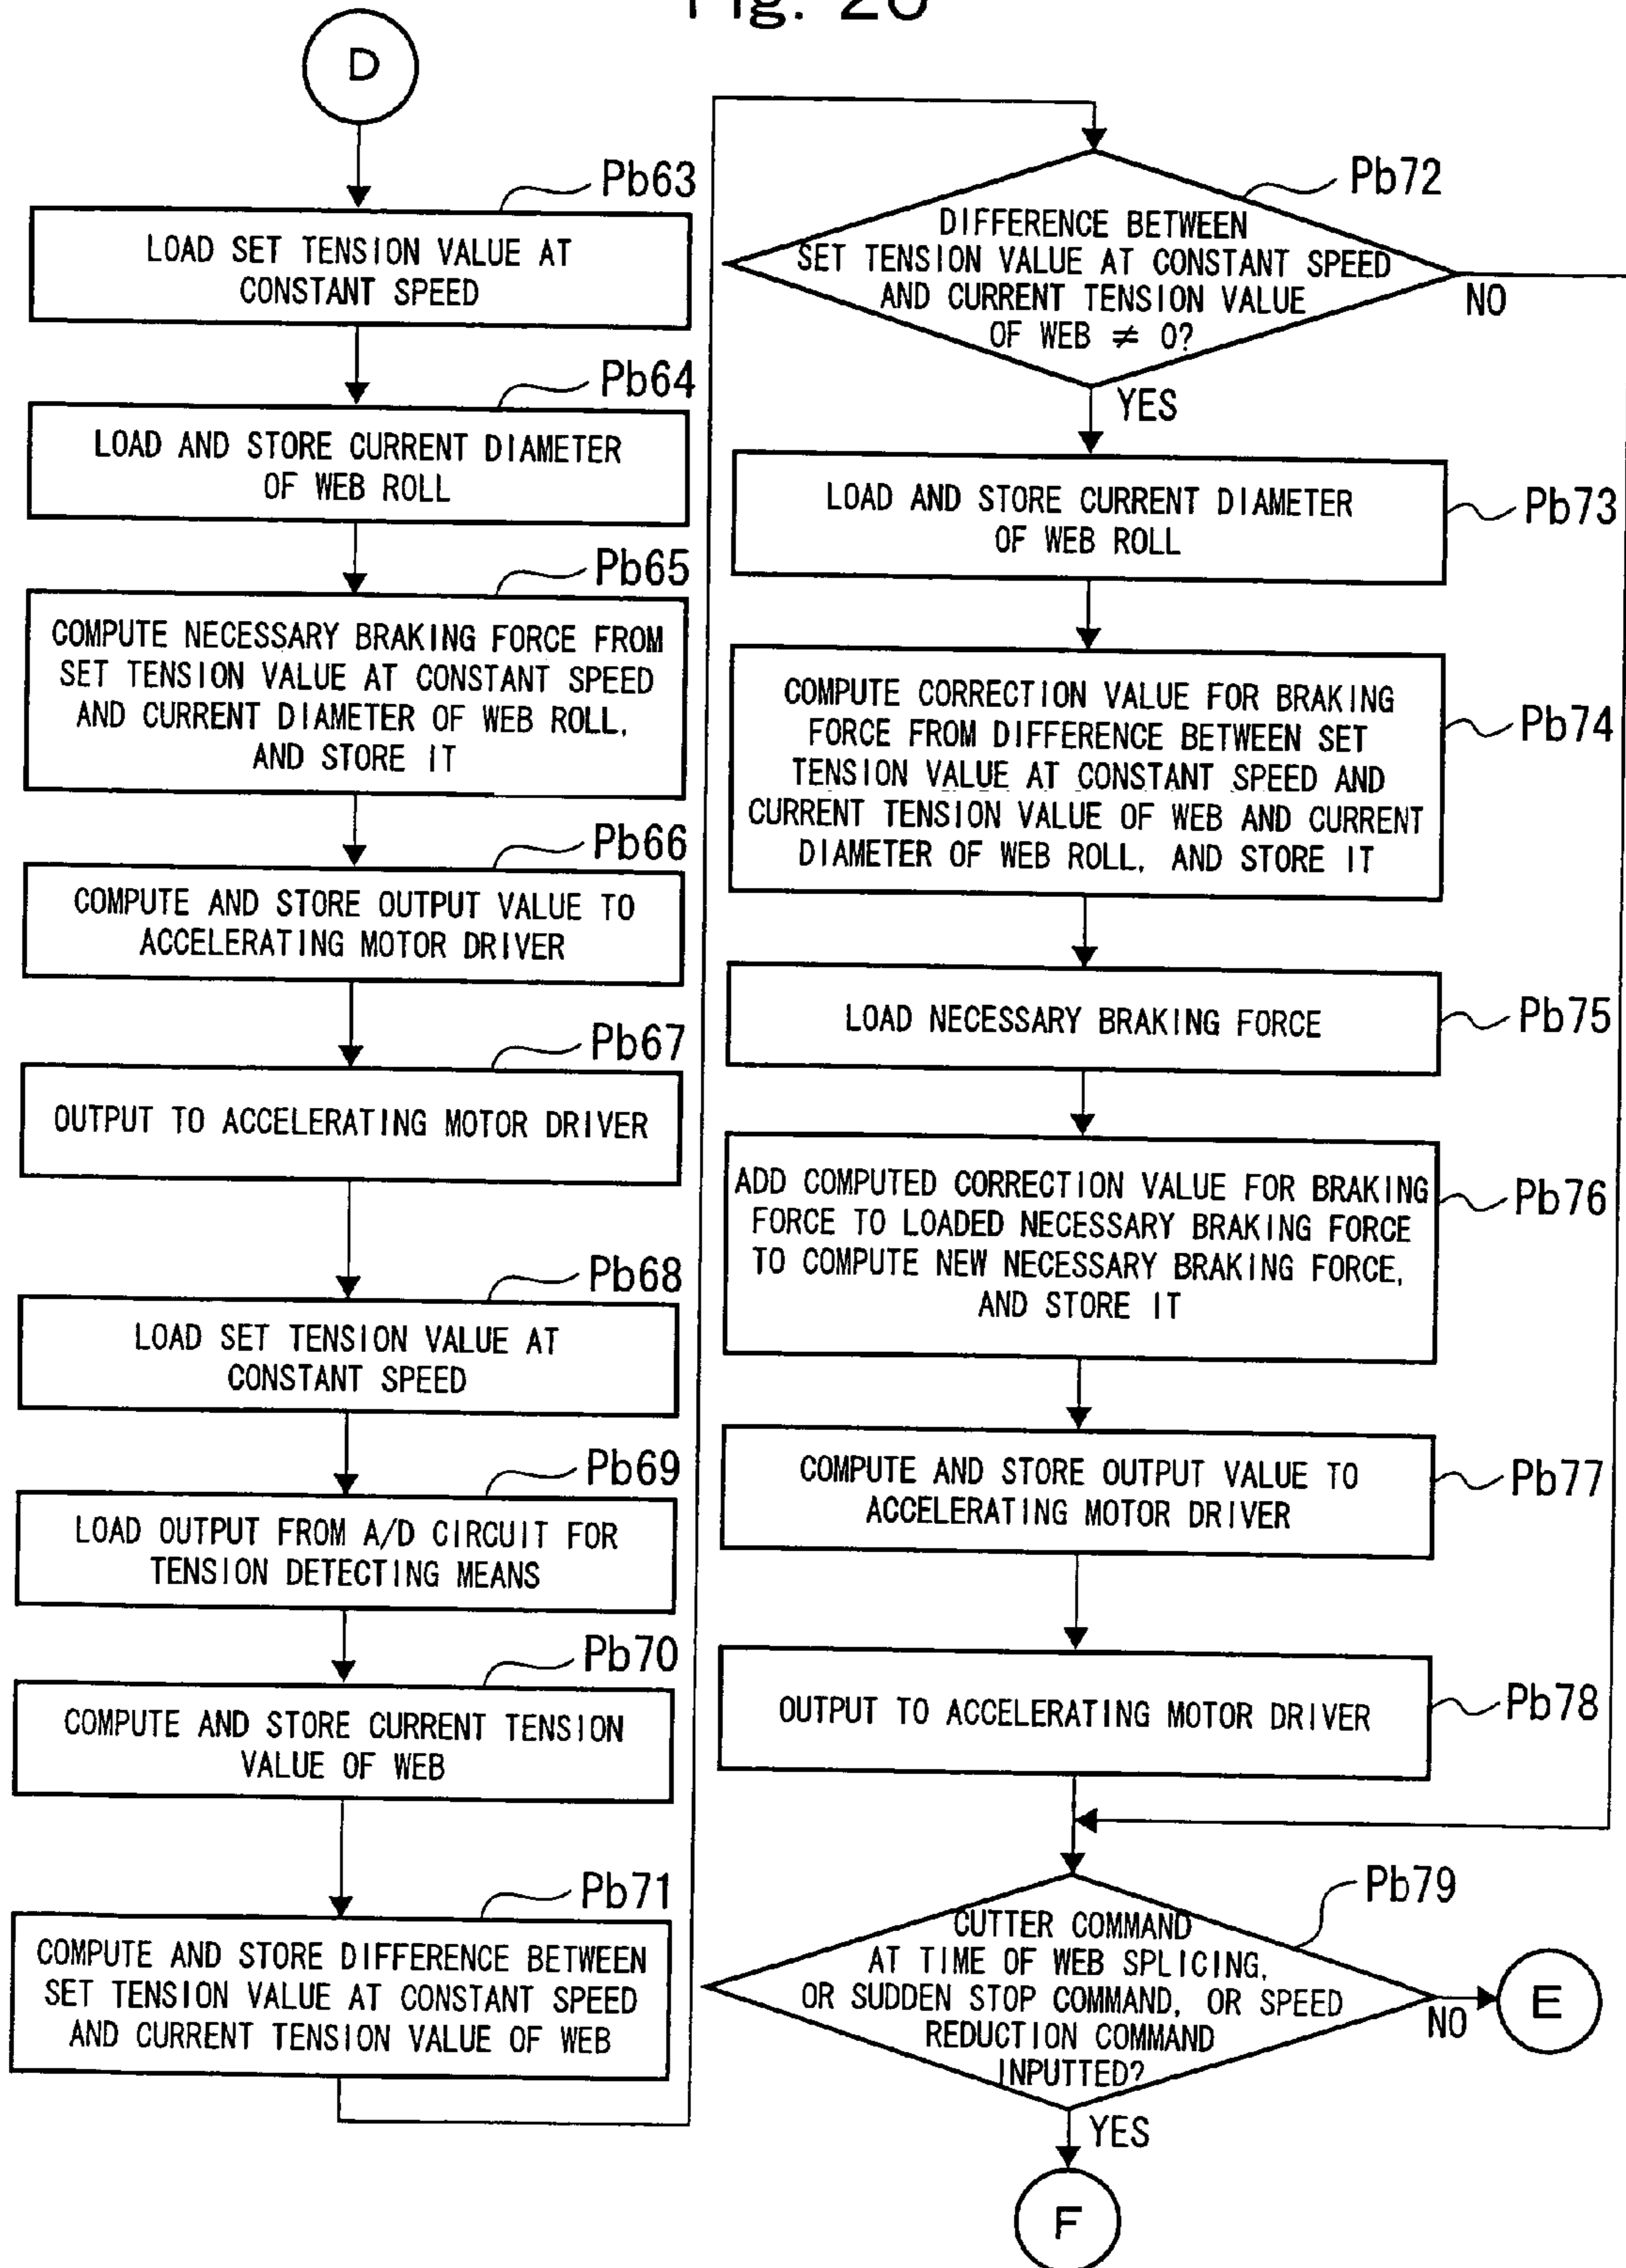 Fig. 20
D
Pb63
LOAD SET TENSION VALUE AT
CONSTANT SPEED
Pb64
LOAD AND STORE CURRENT DIAMETER
OF WEB ROLL
Pb65
COMPUTE NECESSARY BRAKING FORCE FROM
SET TENSION VALUE AT CONSTANT SPEED
AND CURRENT DIAMETER OF WEB ROLL,
AND STORE IT
Pb66
COMPUTE AND STORE OUTPUT VALUE TO
ACCELERATING MOTOR DRIVER
Pb67
OUTPUT TO ACCELERATING MOTOR DRIVER
Pb68
LOAD SET TENSION VALUE AT
CONSTANT SPEED
Pb69
LOAD OUTPUT FROM A/D CIRCUIT FOR
TENSION DETECTING MEANS
Pb70
COMPUTE AND STORE CURRENT TENSION
VALUE OF WEB
Pb71
COMPUTE AND STORE DIFFERENCE BETWEEN
SET TENSION VALUE AT CONSTANT SPEED
AND CURRENT TENSION VALUE OF WEB
Pb72
DIFFERENCE BETWEEN
SET TENSION VALUE AT CONSTANT SPEED
AND CURRENT TENSION VALUE
OF WEB ≠ 0?
NO
YES
LOAD AND STORE CURRENT DIAMETER
OF WEB ROLL
Pb73
COMPUTE CORRECTION VALUE FOR BRAKING
FORCE FROM DIFFERENCE BETWEEN SET
TENSION VALUE AT CONSTANT SPEED AND
CURRENT TENSION VALUE OF WEB AND CURRENT
DIAMETER OF WEB ROLL, AND STORE IT
Pb74
LOAD NECESSARY BRAKING FORCE
Pb75
ADD COMPUTED CORRECTION VALUE FOR BRAKING
FORCE TO LOADED NECESSARY BRAKING FORCE
TO COMPUTE NEW NECESSARY BRAKING FORCE,
AND STORE IT
Pb76
COMPUTE AND STORE OUTPUT VALUE TO
ACCELERATING MOTOR DRIVER
Pb77
OUTPUT TO ACCELERATING MOTOR DRIVER
Pb78
Pb79
CUTTER COMMAND
AT TIME OF WEB SPLICING,
OR SUDDEN STOP COMMAND, OR SPEED
REDUCTION COMMAND
INPUTTED?
NO
E
YES
F